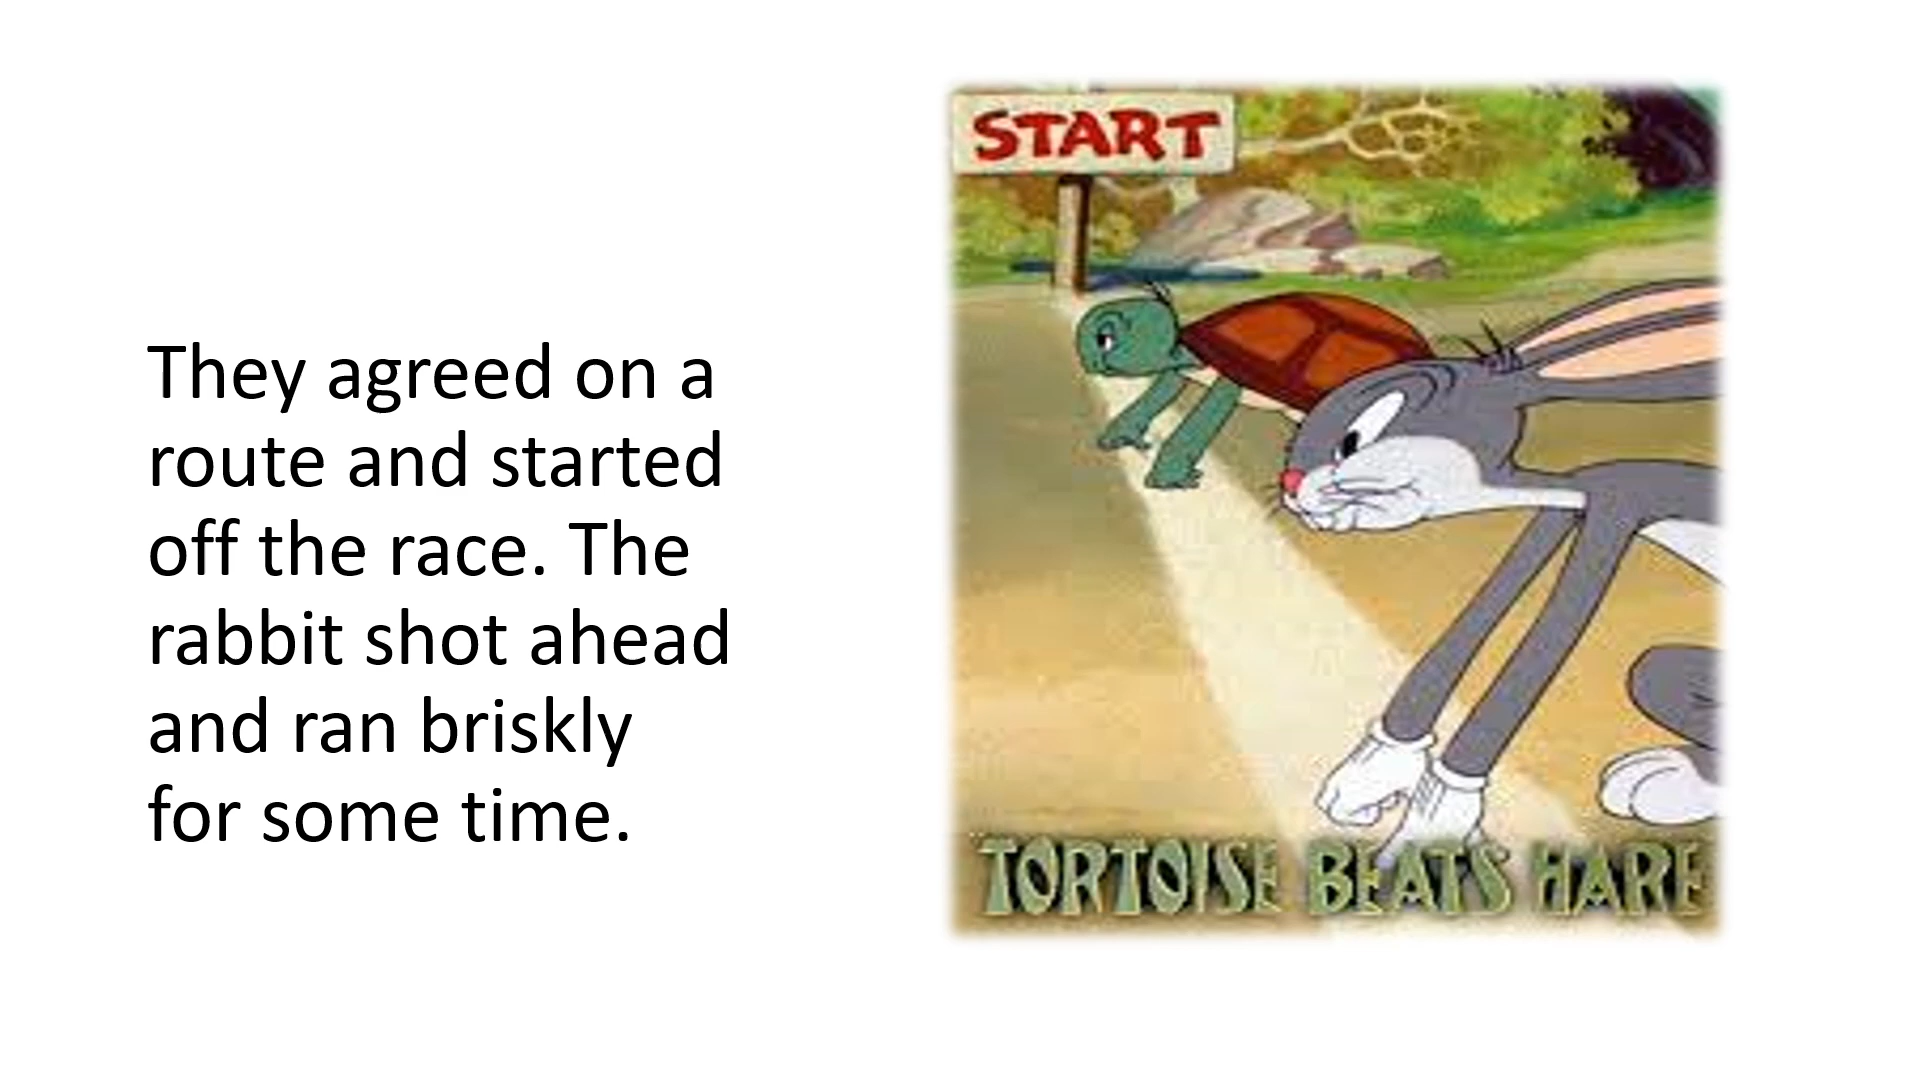 They agreed on a
route and started
off the race. The
rabbit shot ahead
and ran briskly
for some time.
START
TORTOISE BEATS HARE